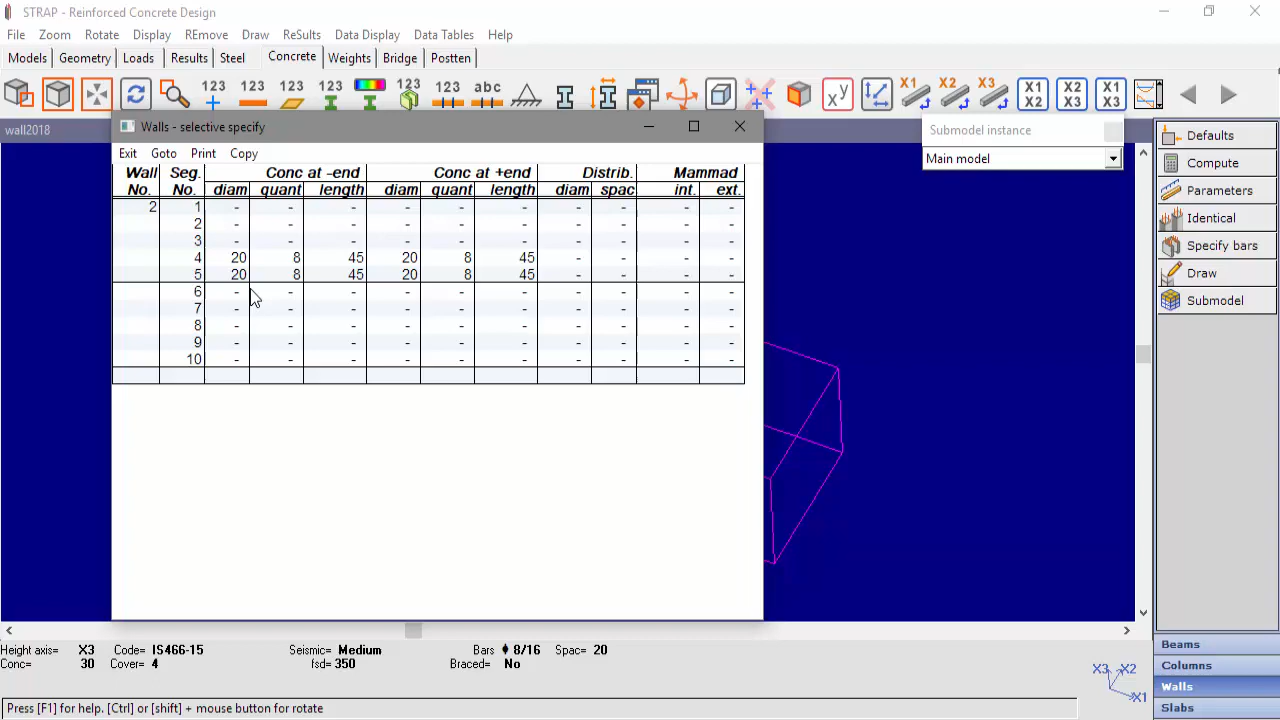 STRAP - Reinforced Concrete Design
File Zoom Rotate Display REmove Draw ReSults Data Display Data Tables Help
Models Geometry Loads Results Steel Concrete Weights Bridge Postten
123 123 123 123 123 123 abc x y X1 X2 X3 X1 X2 X2 X3 X1 X3
wall2018
Walls - selective specify
Exit Goto Print Copy
Wall Seg. Conc at -end Conc at +end Distrib. Mammad
No. No. diam quant length diam quant length diam spac int. ext.
2 1 - - - - - - - - - -
2 - - - - - - - - - -
3 - - - - - - - - - -
4 20 8 45 20 8 45 - - - -
5 20 8 45 20 8 45 - - - -
6 - - - - - - - - - -
7 - - - - - - - - - -
8 - - - - - - - - - -
9 - - - - - - - - - -
10 - - - - - - - - - -
Submodel instance
Main model
Defaults
Compute
Parameters
Identical
Specify bars
Draw
Submodel
Beams
Columns
Walls
Slabs
Height axis= X3 Code= IS466-15 Seismic= Medium Bars ϕ 8/16 Space= 20
Conc= 30 Cover= 4 fsd= 350 Braced= No
X3 X2
X1
Press [F1] for help. [Ctrl] or [shift] + mouse button for rotate